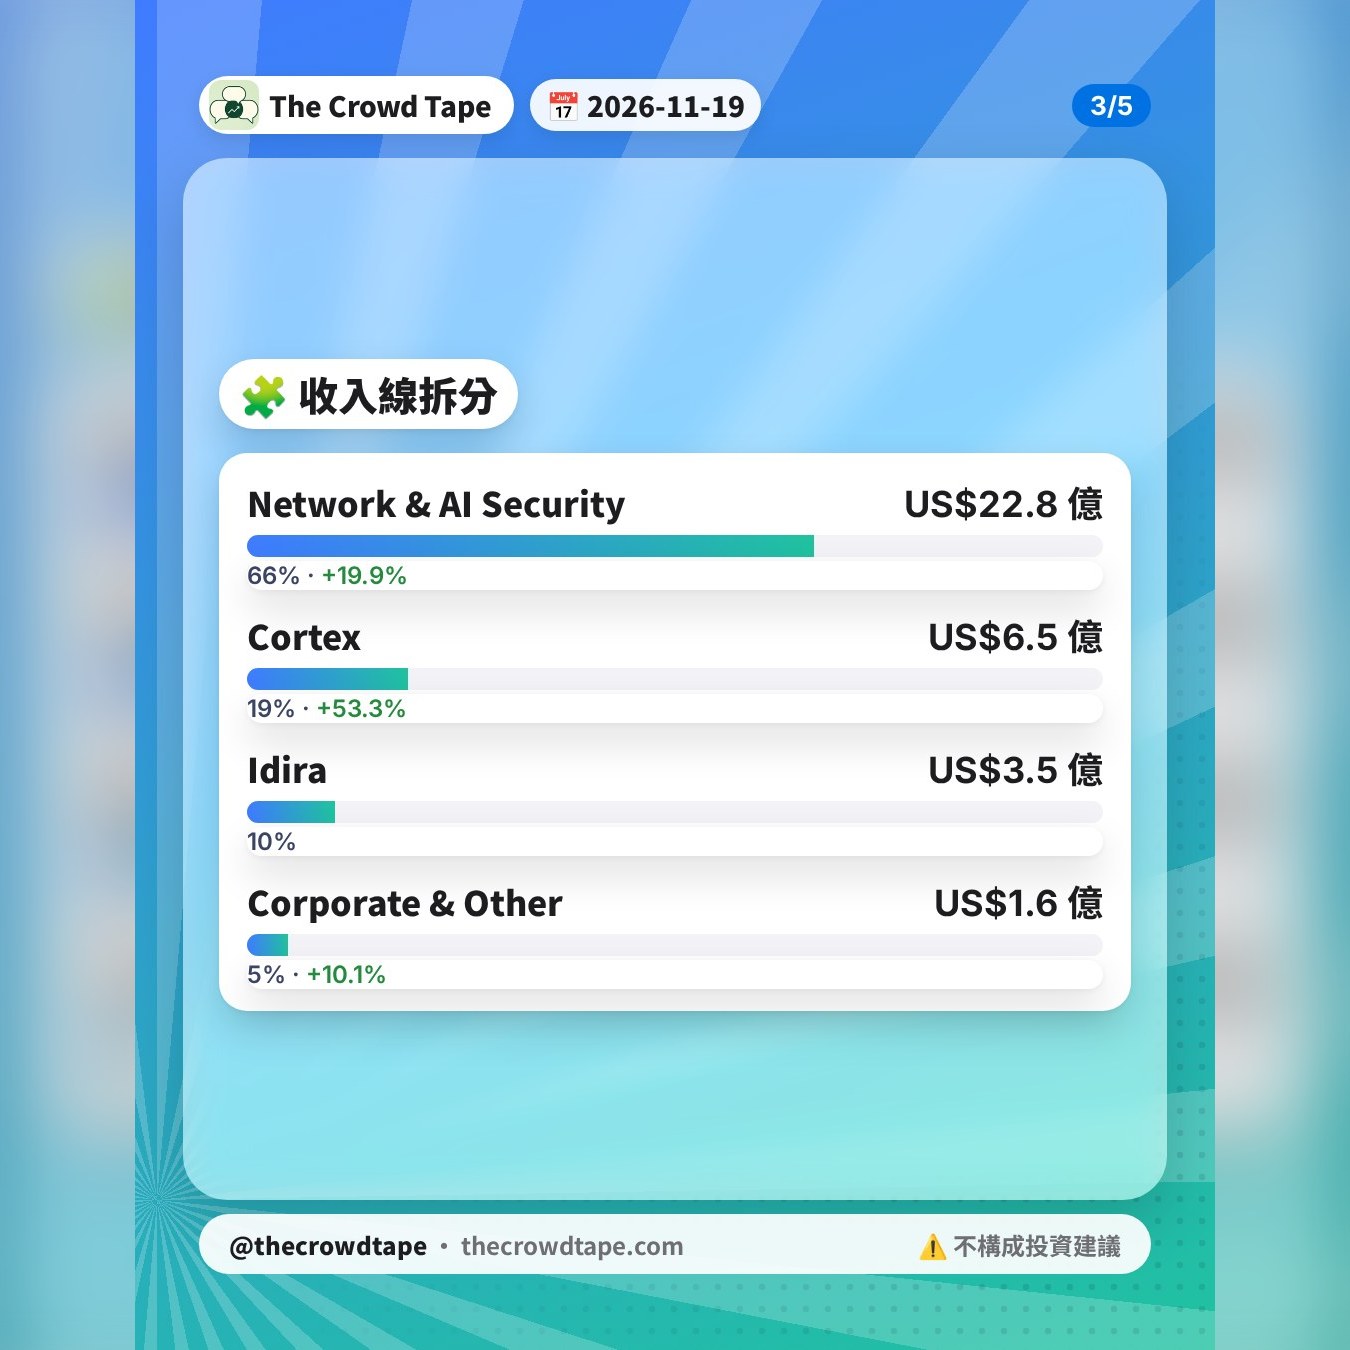 The Crowd Tape
July 17 2026-11-19
3/5
收入線拆分
Network & AI Security US$22.8 億
66% · +19.9%
Cortex US$6.5 億
19% · +53.3%
Idira US$3.5 億
10%
Corporate & Other US$1.6 億
5% · +10.1%
@thecrowdtape · thecrowdtape.com
不構成投資建議